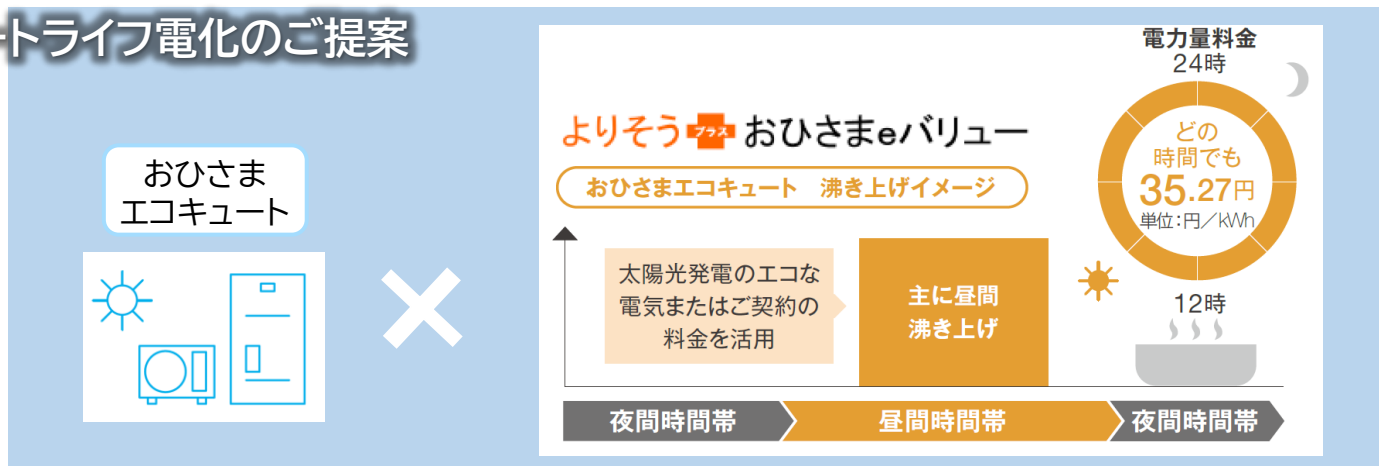 ートライフ電化のご提案
おひさま
エコキュート
よりそう プラス おひさまeバリュー
おひさまエコキュート 沸き上げイメージ
太陽光発電のエコな
電気またはご契約の
料金を活用
主に昼間
沸き上げ
夜間時間帯
昼間時間帯
夜間時間帯
電力量料金
24時
どの
時間でも
35.27円
単位:円/kWh
12時